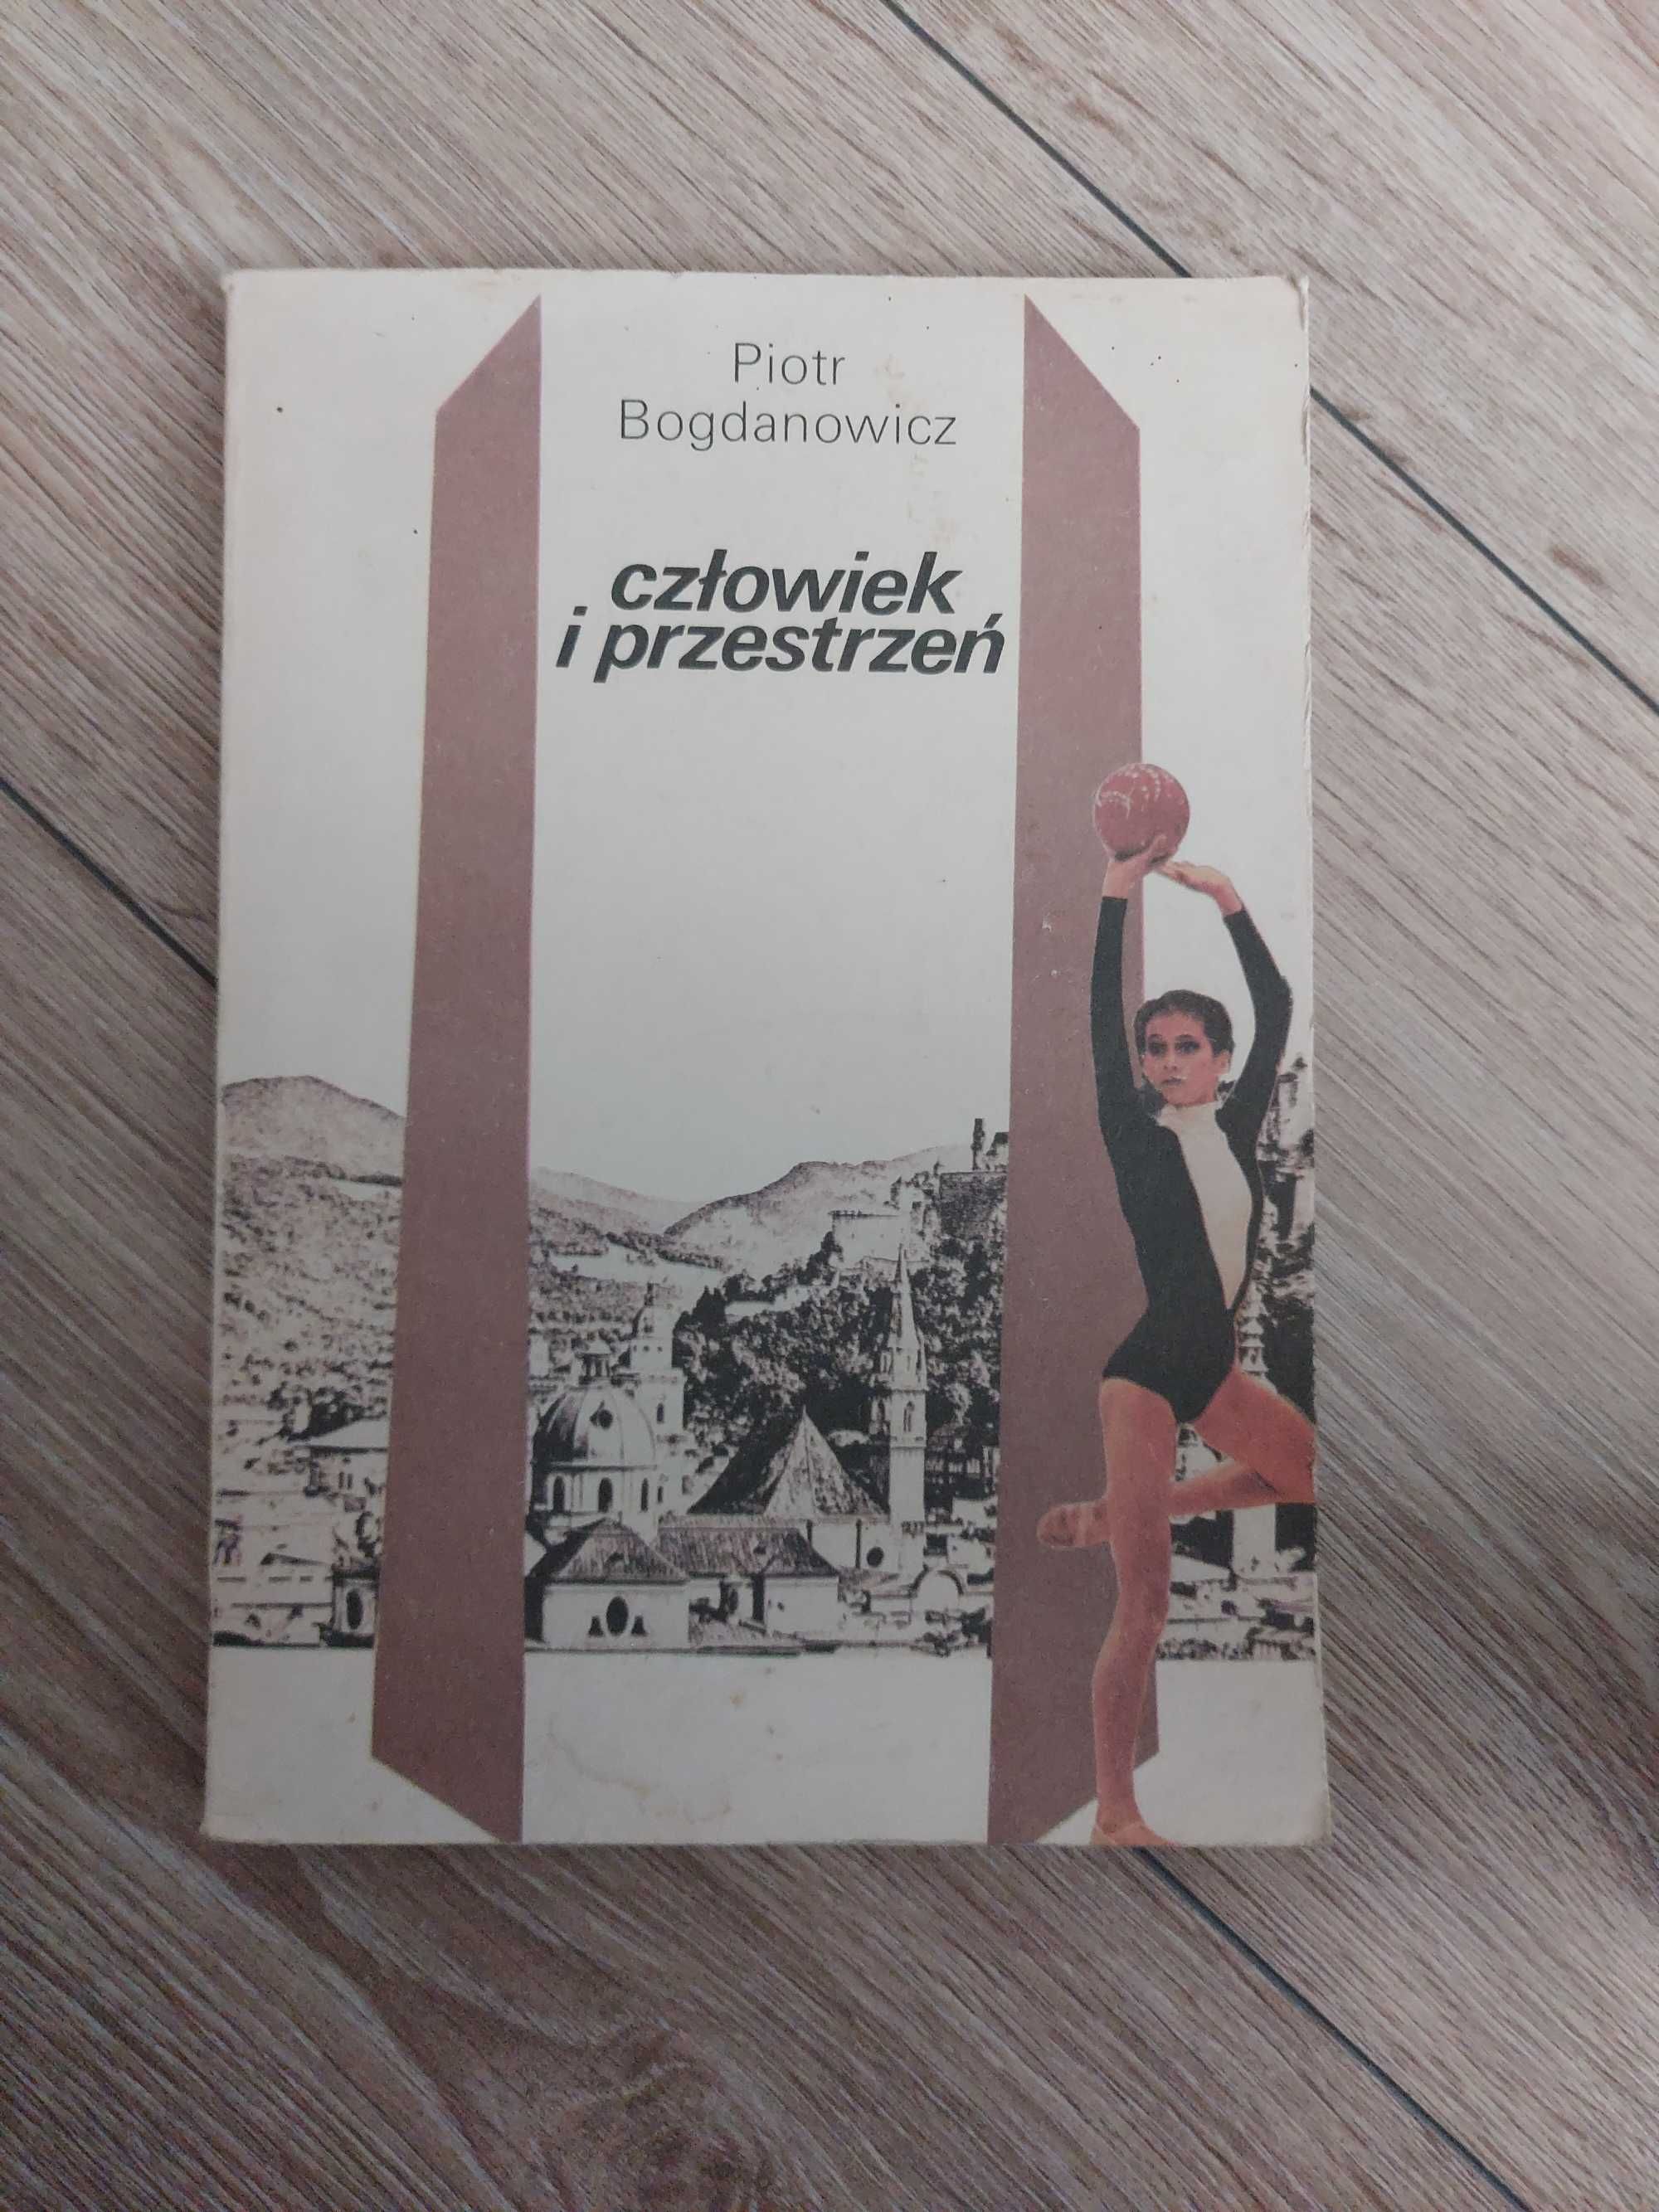 Piotr
Bogdanowicz
człowiek
i przestrzeń